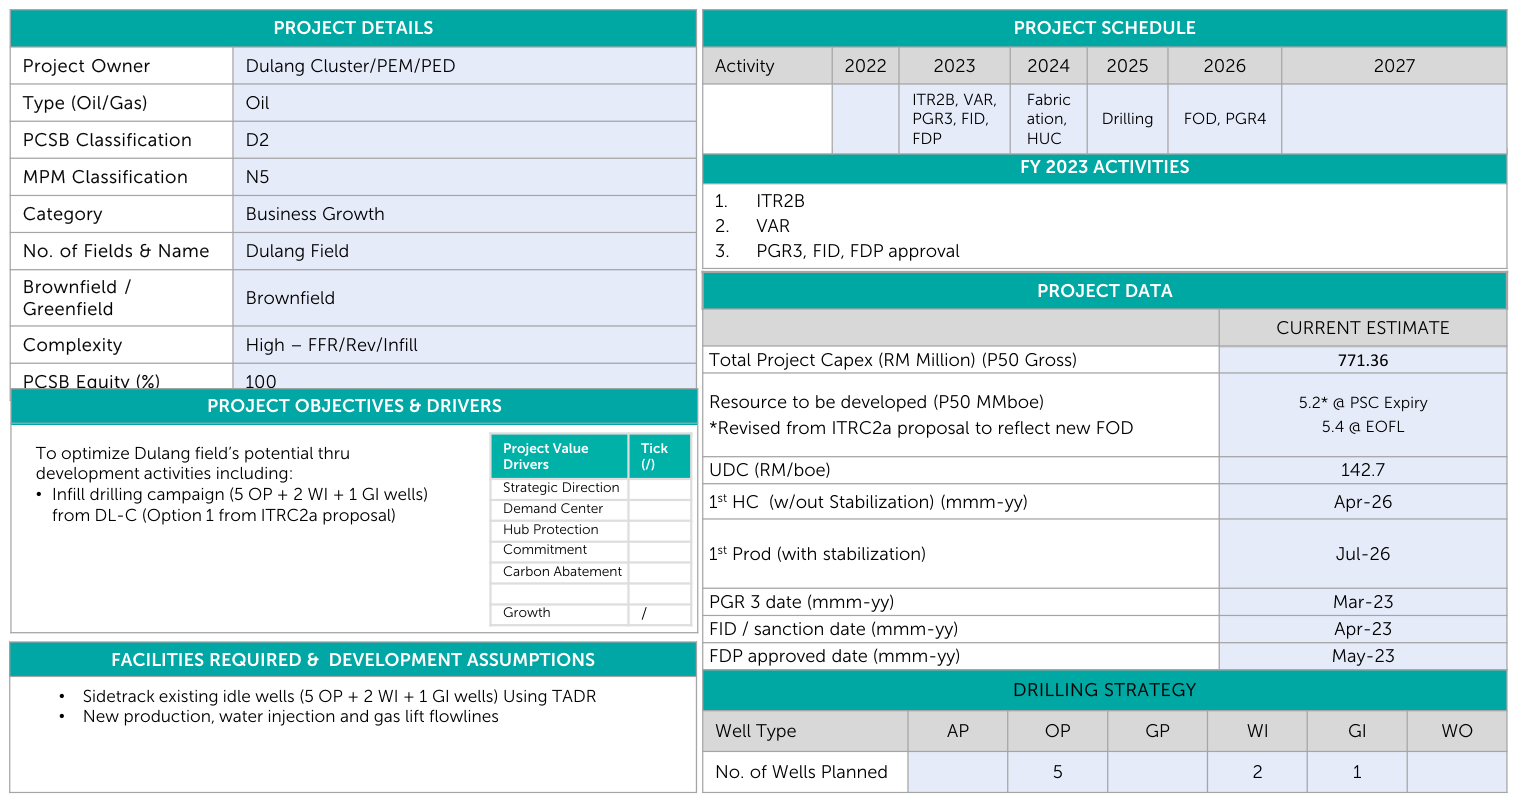 PROJECT DETAILS
Project Owner Dulang Cluster/PEM/PED
Type (Oil/Gas) Oil
PCSB Classification D2
MPM Classification N5
Category Business Growth
No. of Fields & Name Dulang Field
Brownfield /
Greenfield Brownfield
Complexity High – FFR/Rev/Infill
PCSB Equity (%) 100
PROJECT OBJECTIVES & DRIVERS
To optimize Dulang field's potential thru
development activities including:
• Infill drilling campaign (5 OP + 2 WI + 1 GI wells)
from DL-C (Option 1 from ITRC2a proposal)
Project Value Tick
Drivers (/)
Strategic Direction
Demand Center
Hub Protection
Commitment
Carbon Abatement
Growth /
FACILITIES REQUIRED & DEVELOPMENT ASSUMPTIONS
• Sidetrack existing idle wells (5 OP + 2 WI + 1 GI wells) Using TADR
• New production, water injection and gas lift flowlines
PROJECT SCHEDULE
Activity 2022 2023 2024 2025 2026 2027
ITR2B, VAR, Fabric
PGR3, FID, ation, Drilling FOD, PGR4
FDP HUC
FY 2023 ACTIVITIES
1. ITR2B
2. VAR
3. PGR3, FID, FDP approval
PROJECT DATA
CURRENT ESTIMATE
Total Project Capex (RM Million) (P50 Gross) 771.36
Resource to be developed (P50 MMboe) 5.2* @ PSC Expiry
*Revised from ITRC2a proposal to reflect new FOD 5.4 @ EOFL
UDC (RM/boe) 142.7
1st HC (w/out Stabilization) (mmm-yy) Apr-26
1st Prod (with stabilization) Jul-26
PGR 3 date (mmm-yy) Mar-23
FID / sanction date (mmm-yy) Apr-23
FDP approved date (mmm-yy) May-23
DRILLING STRATEGY
Well Type AP OP GP WI GI WO
No. of Wells Planned 5 2 1